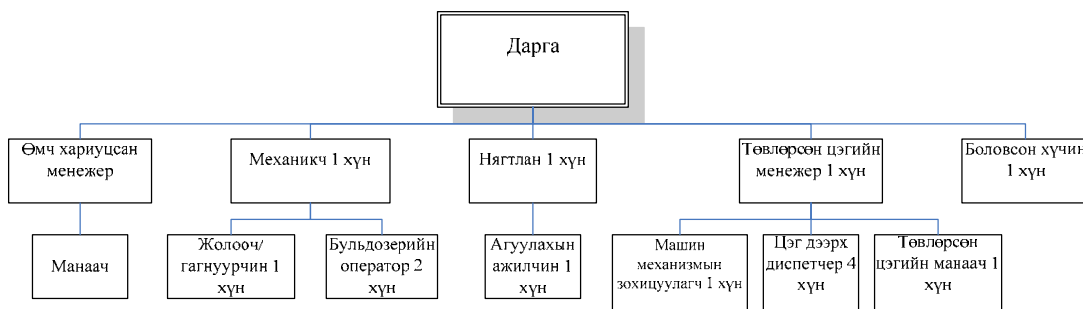 Дарга
Өмч хариуцсан
менежер
Механикч 1 хүн
Нягтлан 1 хүн
Төвлөрсөн цэгийн
менежер 1 хүн
Боловсон хүчин
1 хүн
Манаач
Жолооч/
гагнуурчин 1
хүн
Бульдозерийн
оператор 2
хүн
Агуулахын
ажилчин 1
хүн
Машин
механизмын
зохицуулагч 1 хүн
Цэг дээрх
диспетчер 4
хүн
Төвлөрсөн
цэгийн манаач 1
хүн